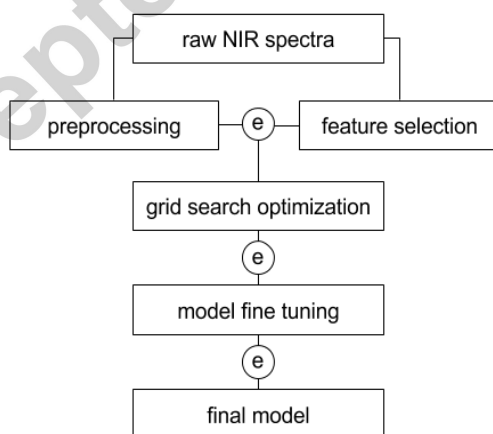 raw NIR spectra
preprocessing
e
feature selection
grid search optimization
e
model fine tuning
e
final model